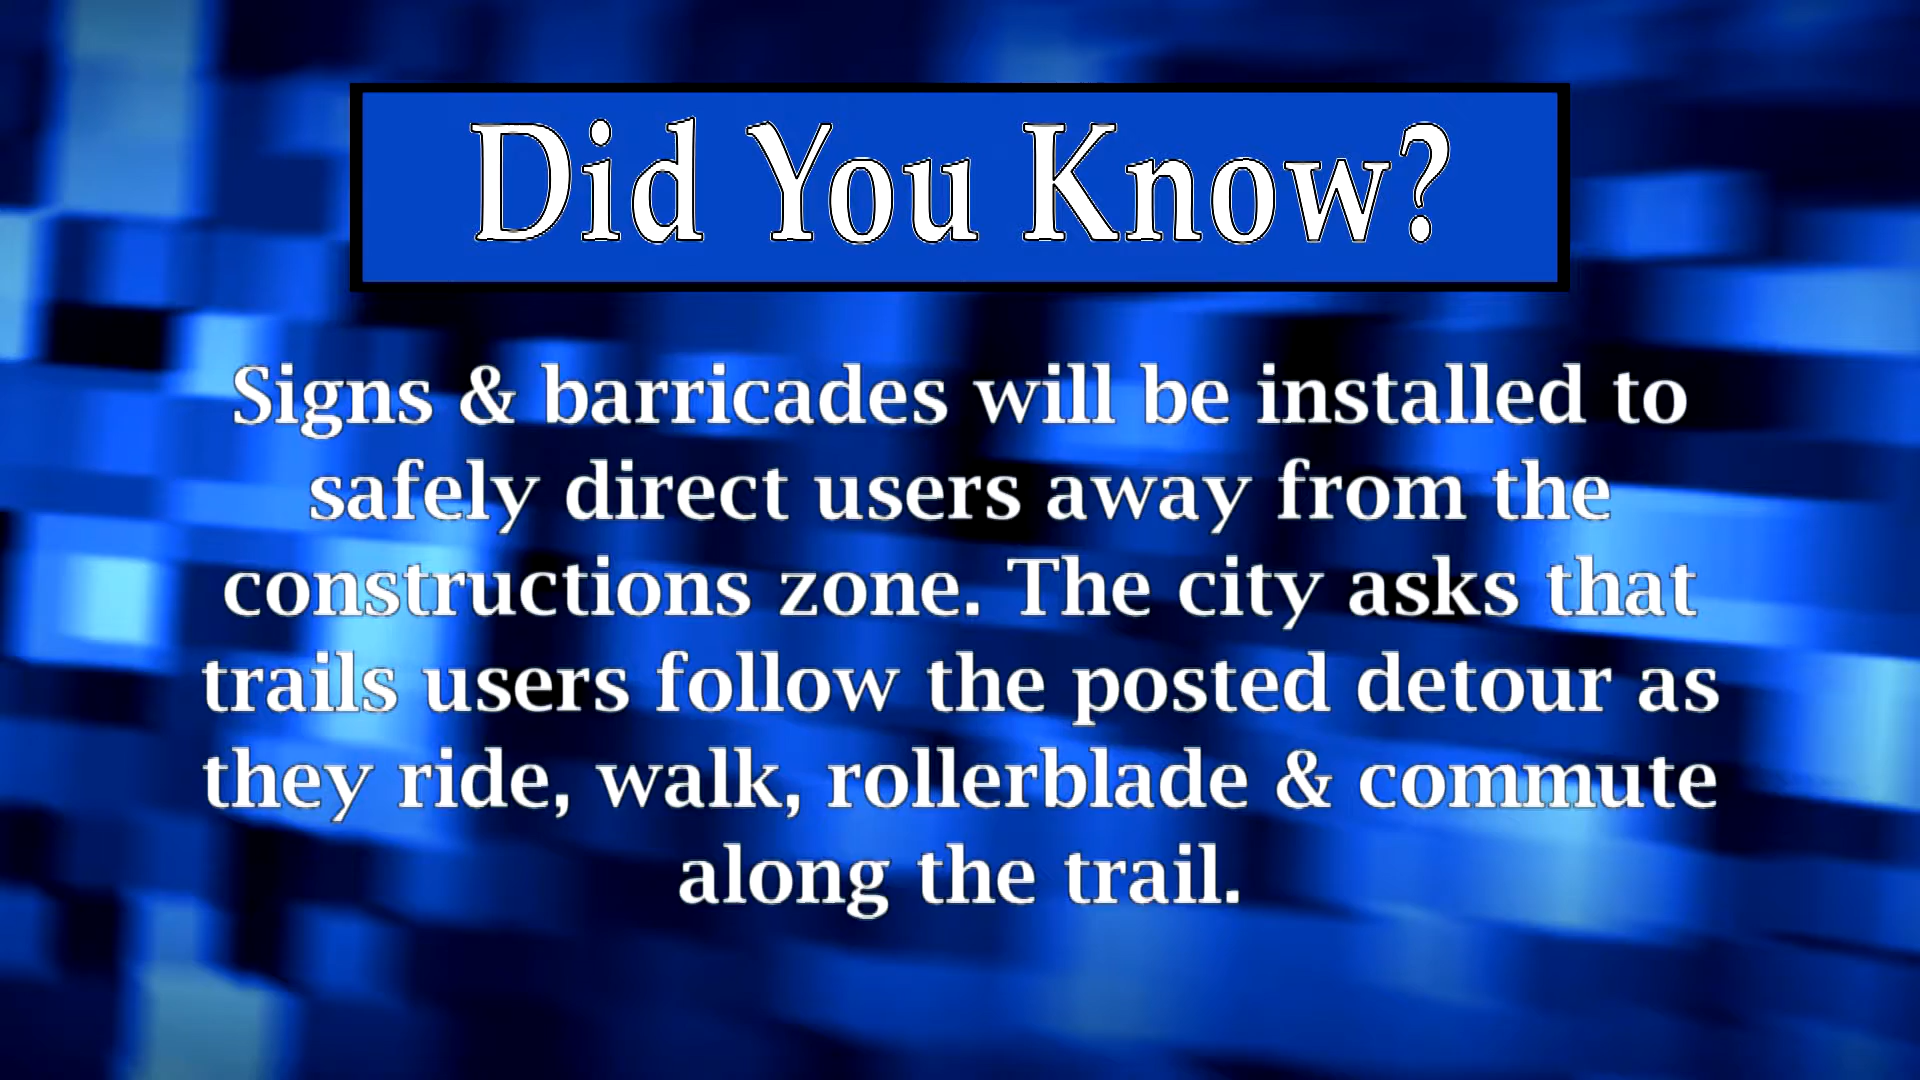 Did You Know?
Signs & barricades will be installed to
safely direct users away from the
constructions zone. The city asks that
trails users follow the posted detour as
they ride, walk, rollerblade & commute
along the trail.